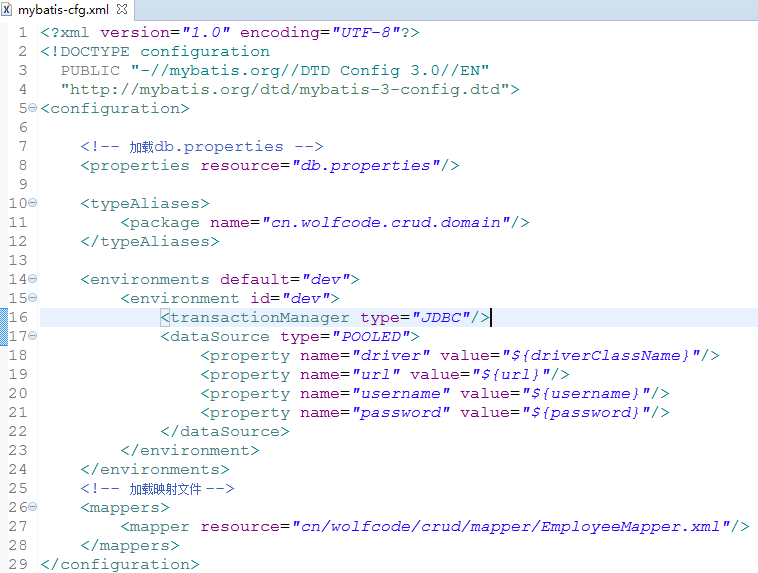 mybatis-cfg.xml
1 <?xml version="1.0" encoding="UTF-8"?>
2 <!DOCTYPE configuration
3   PUBLIC "-//mybatis.org//DTD Config 3.0//EN"
4   "http://mybatis.org/dtd/mybatis-3-config.dtd">
5 <configuration>
6
7     <!-- 加载db.properties -->
8     <properties resource="db.properties"/>
9
10     <typeAliases>
11         <package name="cn.wolfcode.crud.domain"/>
12     </typeAliases>
13
14     <environments default="dev">
15         <environment id="dev">
16             <transactionManager type="JDBC"/>
17             <dataSource type="POOLED">
18                 <property name="driver" value="${driverClassName}"/>
19                 <property name="url" value="${url}"/>
20                 <property name="username" value="${username}"/>
21                 <property name="password" value="${password}"/>
22             </dataSource>
23         </environment>
24     </environments>
25     <!-- 加载映射文件 -->
26     <mappers>
27         <mapper resource="cn/wolfcode/crud/mapper/EmployeeMapper.xml"/>
28     </mappers>
29 </configuration>